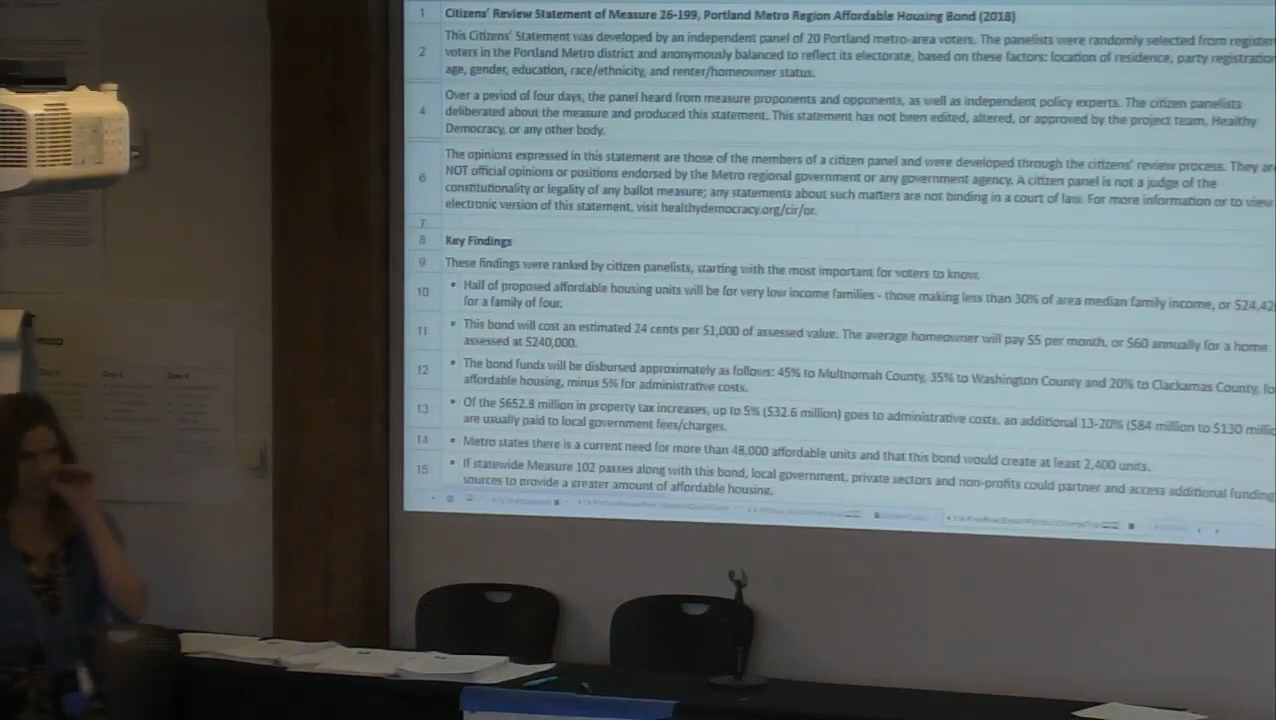 1 Citizens' Review Statement of Measure 26-199, Portland Metro Region Affordable Housing Bond (2018)
This Citizens' Statement was developed by an independent panel of 20 Portland metro-area voters. The panelists were randomly selected from register
2 voters in the Portland Metro district and anonymously balanced to reflect its electorate, based on these factors: location of residence, party registratio
age, gender, education, race/ethnicity, and renter/homeowner status.
Over a period of four days, the panel heard from measure proponents and opponents, as well as independent policy experts. The citizen panelists
4 deliberated about the measure and produced this statement. This statement has not been edited, altered, or approved by the project team, Healthy
Democracy, or any other body.
The opinions expressed in this statement are those of the members of a citizen panel and were developed through the citizens' review process. They ar
NOT official opinions or positions endorsed by the Metro regional government or any government agency. A citizen panel is not a judge of the
6 constitutionality or legality of any ballot measure; any statements about such matters are not binding in a court of law. For more information or to view
electronic version of this statement, visit healthydemocracy.org/cir/or.
7
8 Key Findings
9 These findings were ranked by citizen panelists, starting with the most important for voters to know.
10 • Half of proposed affordable housing units will be for very low income families - those making less than 30% of area median family income, or $24,42
for a family of four.
11 • This bond will cost an estimated 24 cents per $1,000 of assessed value. The average homeowner will pay $5 per month, or $60 annually for a home
assessed at $240,000.
12 • The bond funds will be disbursed approximately as follows: 45% to Multnomah County, 35% to Washington County and 20% to Clackamas County, fo
affordable housing, minus 5% for administrative costs.
13 • Of the $652.8 million in property tax increases, up to 5% ($32.6 million) goes to administrative costs, an additional 13-20% ($84 million to $130 millio
are usually paid to local government fees/charges.
14 • Metro states there is a current need for more than 48,000 affordable units and that this bond would create at least 2,400 units.
15 • If statewide Measure 102 passes along with this bond, local government, private sectors and non-profits could partner and access additional funding
sources to provide a greater amount of affordable housing.